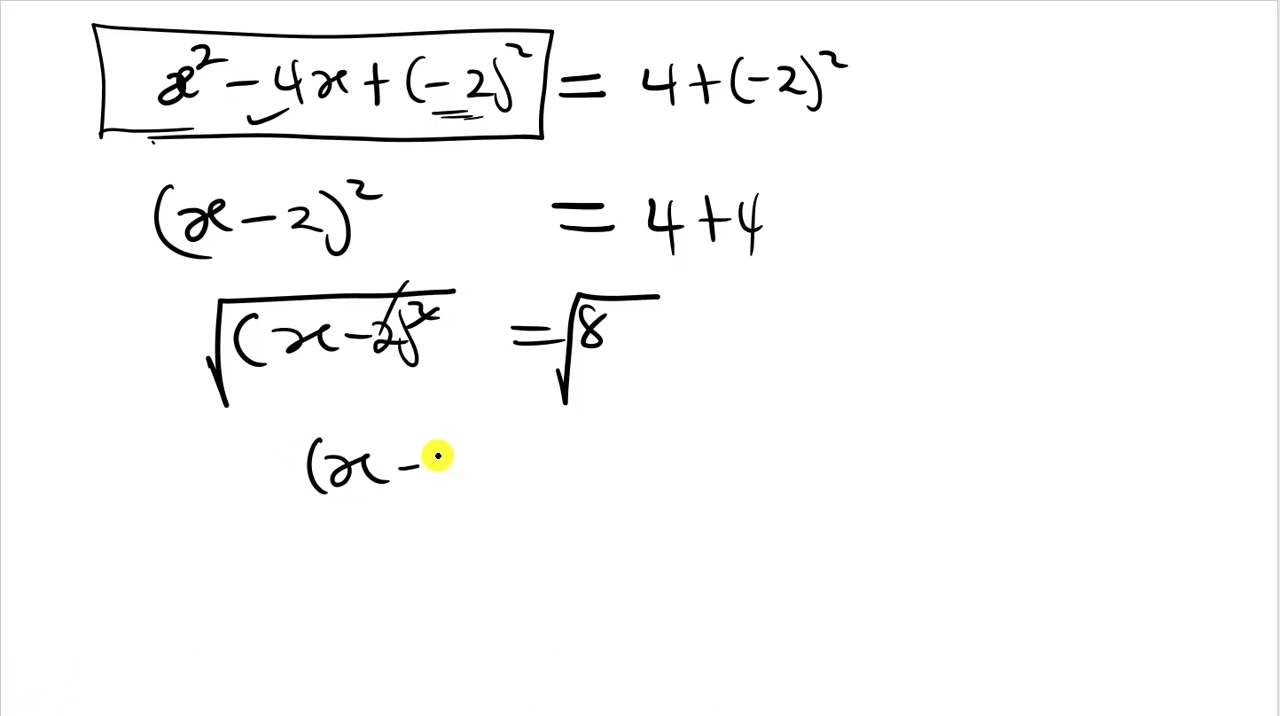 x² - 4x + (-2)² = 4 + (-2)²
(x - 2)² = 4 + 4
√(x - 2)² = √8
(x -